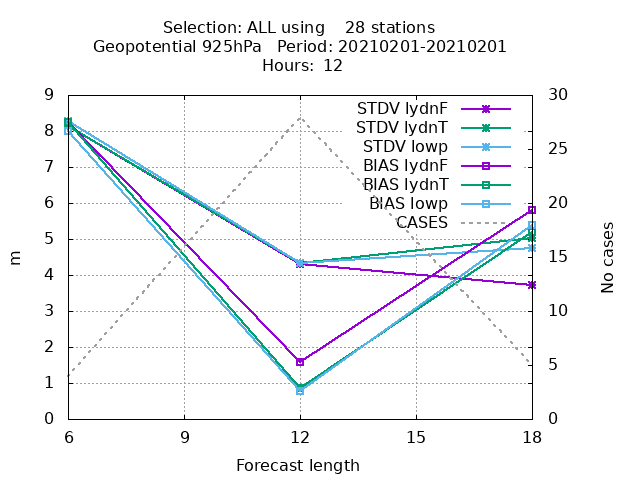 Selection: ALL using    28 stations
Geopotential 925hPa   Period: 20210201-20210201
Hours: 12
STDV lydnF
STDV lydnT
STDV lowp
BIAS lydnF
BIAS lydnT
BIAS lowp
CASES
9
8
7
6
5
4
3
2
1
0
m
30
25
20
15
10
5
0
No cases
6 9 12 15 18
Forecast length